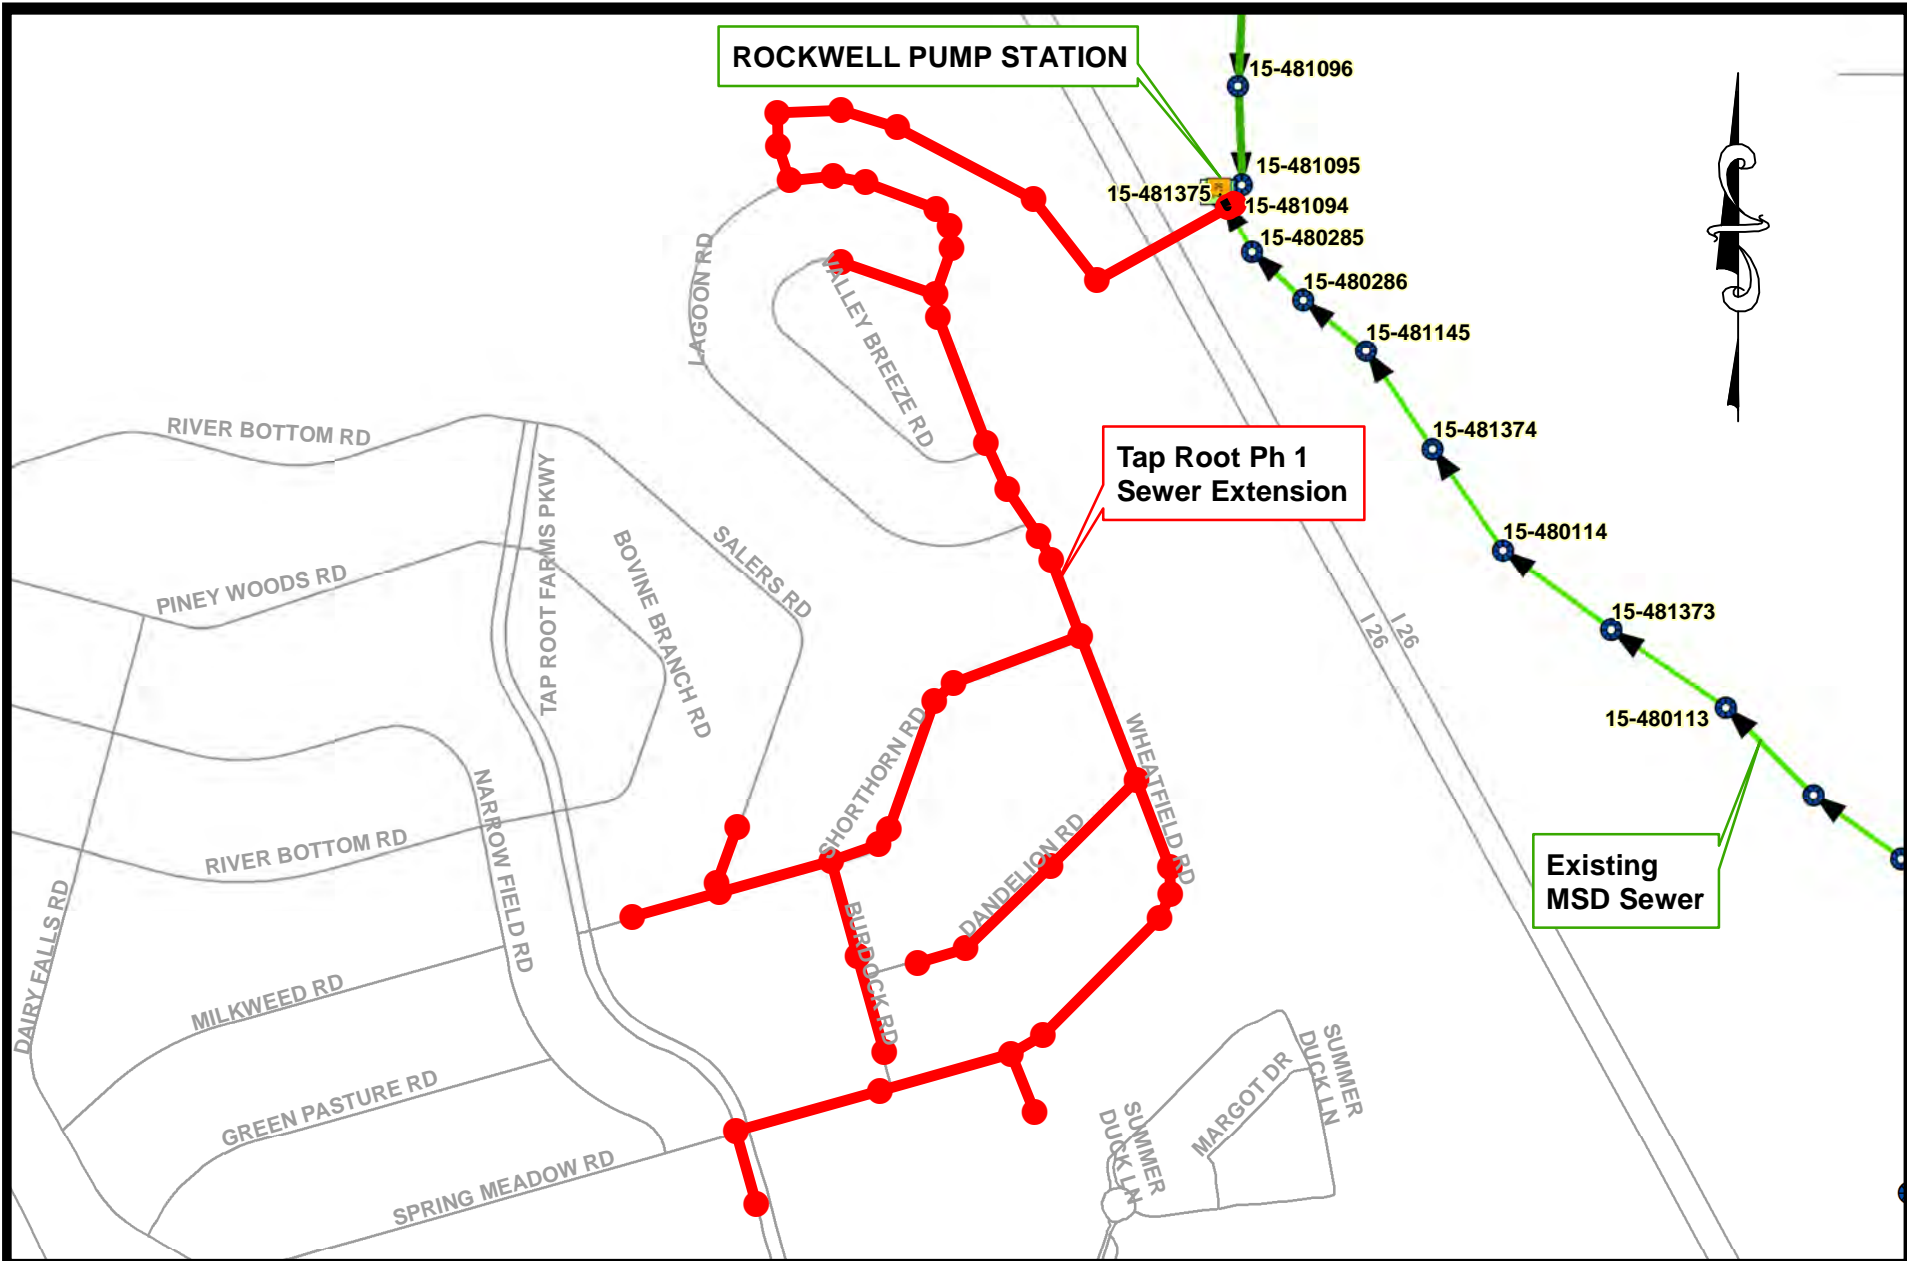 ROCKWELL PUMP STATION
15-481096
15-481095
15-481375
15-481094
15-480285
15-480286
15-481145
15-481374
15-480114
15-481373
15-480113
LAGOON RD
VALLEY BREEZE RD
Tap Root Ph 1
Sewer Extension
RIVER BOTTOM RD
TAP ROOT FARMS PKWY
BOVINE BRANCH RD
SALERS RD
PINEY WOODS RD
I 26
I 26
SHORTHORN RD
WHEATFIELD RD
NARROW FIELD RD
DANDELION RD
RIVER BOTTOM RD
BURDOCK RD
Existing
MSD Sewer
DAIRY FALLS RD
MILKWEED RD
GREEN PASTURE RD
SPRING MEADOW RD
SUMMER
DUCK LN
MARGOT DR
SUMMER
DUCK LN